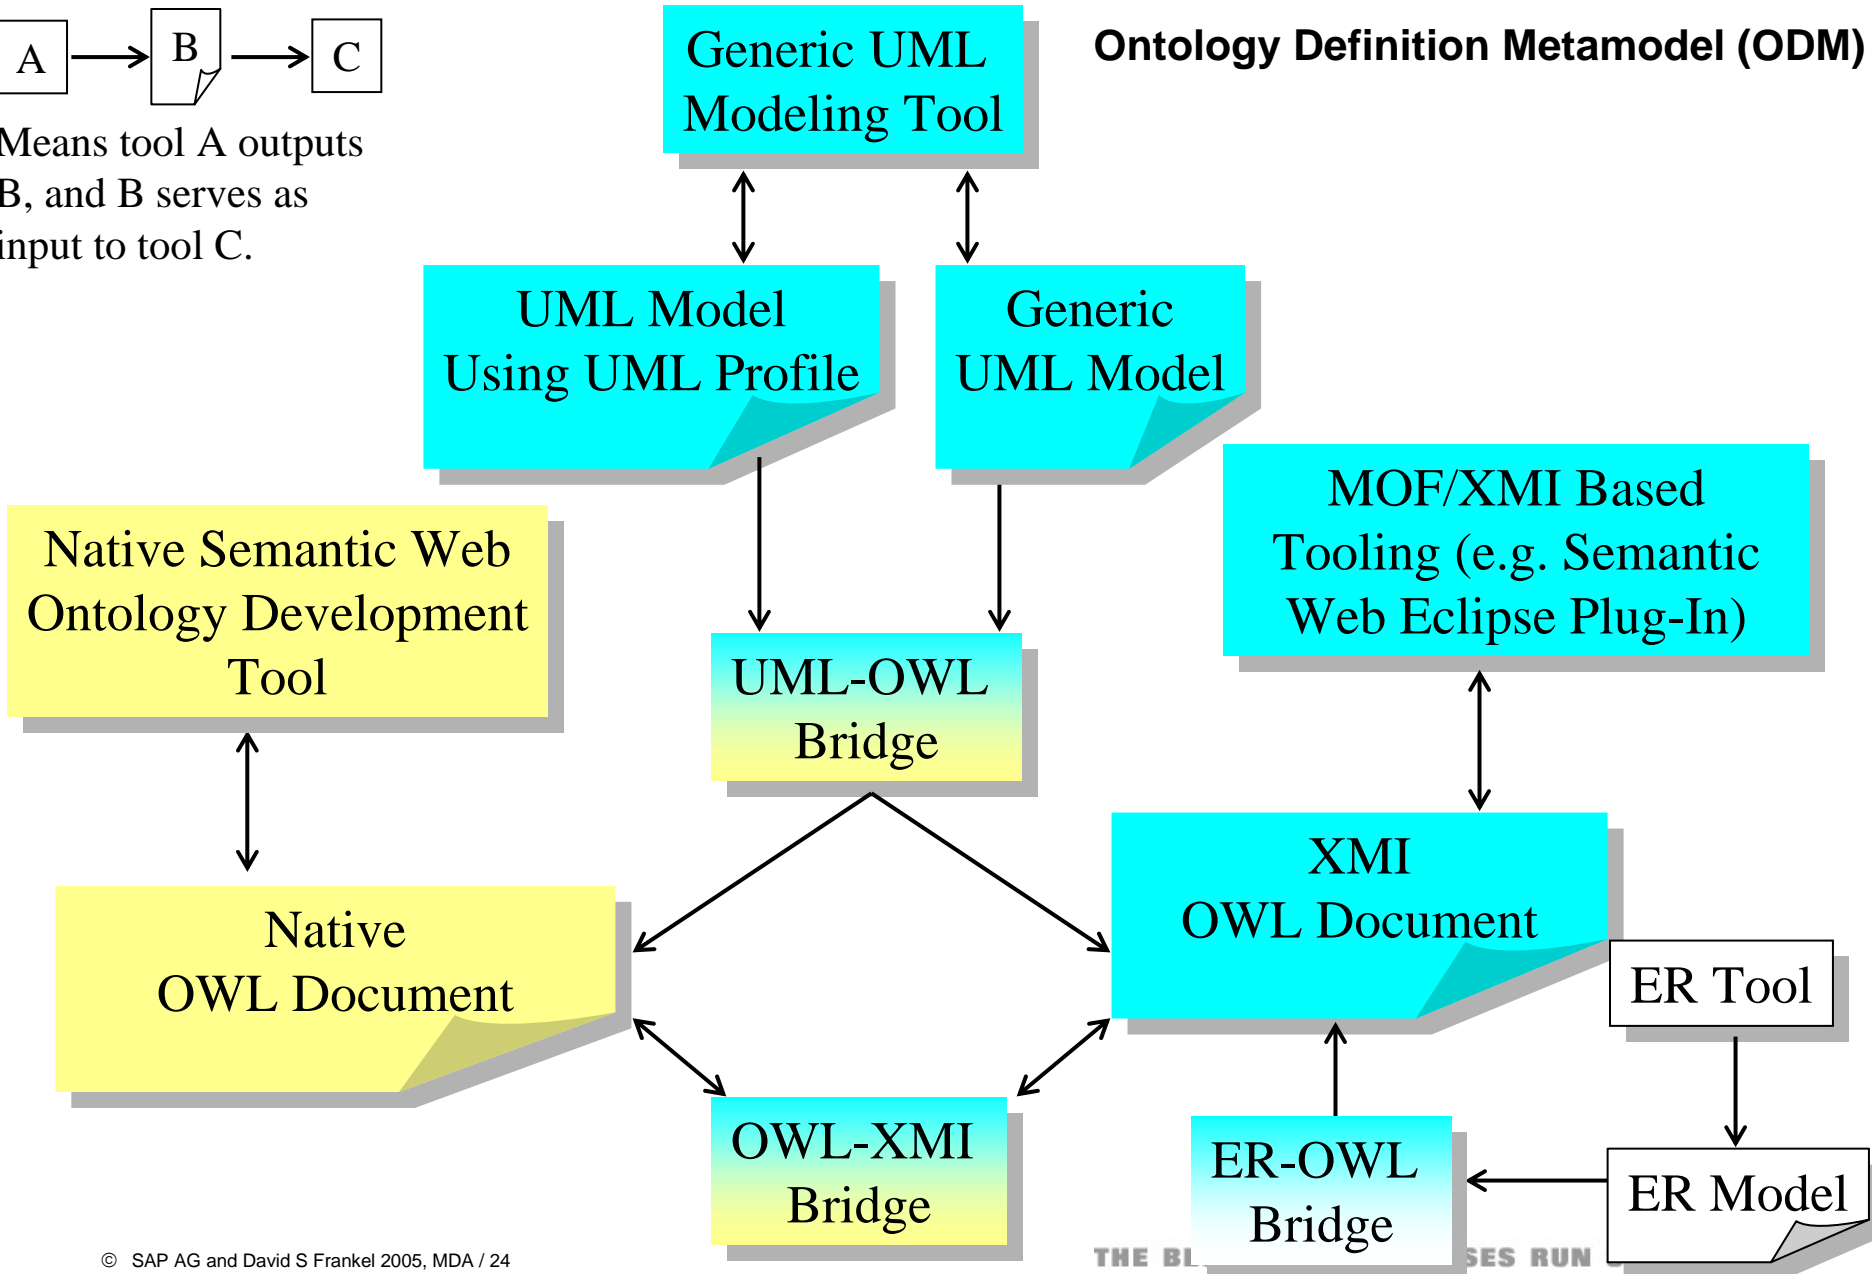 A
B
C
Means tool A outputs
B, and B serves as
input to tool C.
Ontology Definition Metamodel (ODM)
Generic UML
Modeling Tool
UML Model
Using UML Profile
Generic
UML Model
MOF/XMI Based
Tooling (e.g. Semantic
Web Eclipse Plug-In)
Native Semantic Web
Ontology Development
Tool
UML-OWL
Bridge
XMI
OWL Document
Native
OWL Document
ER Tool
OWL-XMI
Bridge
ER-OWL
Bridge
ER Model
© SAP AG and David S Frankel 2005, MDA / 24
THE RUN